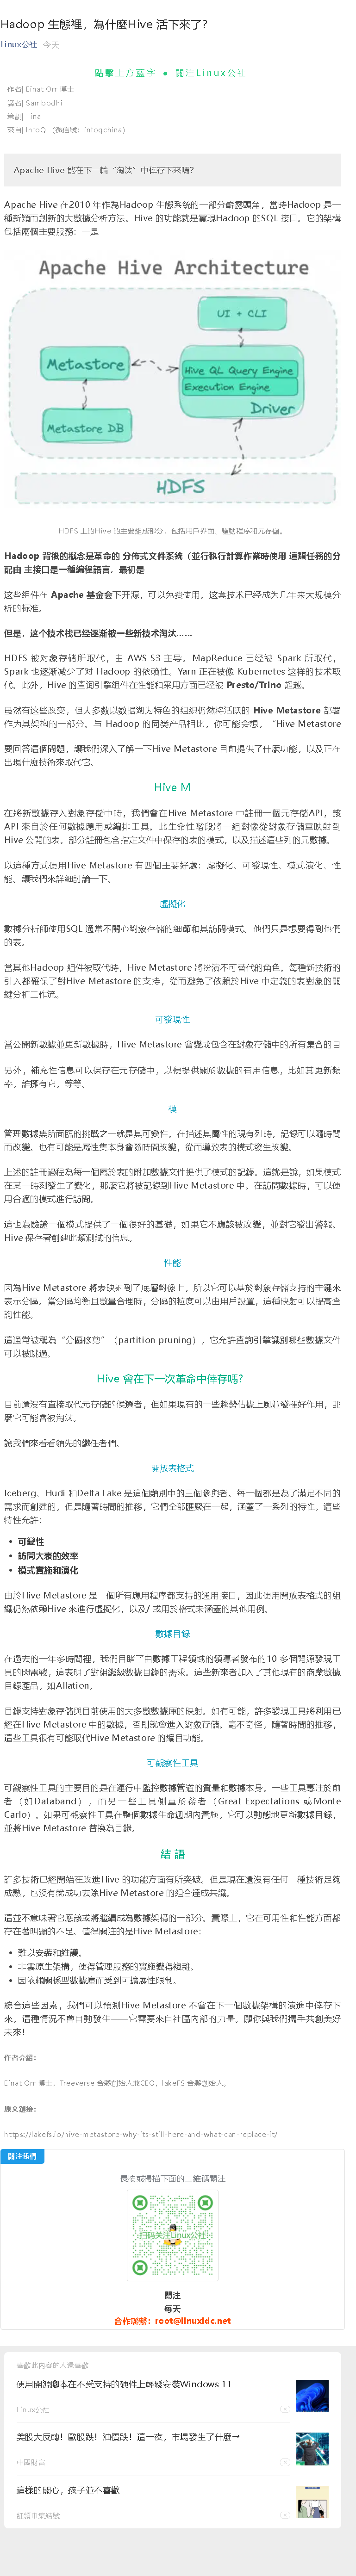 Hadoop 生態裡，為什麼Hive 活下來了?
Linux公社 今天
點擊上方藍字 ● 關注Linux公社
作者| Einat Orr 博士
譯者| Sambodhi
策劃| Tina
來自| InfoQ （微信號：infoqchina）
Apache Hive 能在下一輪“淘汰”中倖存下來嗎？
Apache Hive 在2010 年作為Hadoop 生態系統的一部分嶄露頭角，當時Hadoop 是一
種新穎而創新的大數據分析方法。Hive 的功能就是實現Hadoop 的SQL 接口。它的架構
包括兩個主要服務：一是
Apache Hive Architecture
UI + CLI
Metastore
Hive QL Query Engine
Execution Engine
Driver
Metastore DB
HDFS
HDFS 上的Hive 的主要組成部分，包括用戶界面、驅動程序和元存儲。
Hadoop 背後的概念是革命的 分佈式文件系統（並行執行計算作業時使用 這類任務的分
配由 主接口是一種編程語言，最初是
这些组件在 Apache 基金会下开源，可以免费使用。这套技术已经成为几年来大规模分
析的标准。
但是，这个技术栈已经逐渐被一些新技术淘汰……
HDFS 被对象存储所取代，由 AWS S3 主导。MapReduce 已经被 Spark 所取代，
Spark 也逐渐减少了对 Hadoop 的依赖性。Yarn 正在被像 Kubernetes 这样的技术取
代。此外，Hive 的查詢引擎组件在性能和采用方面已经被 Presto/Trino 超越。
虽然有这些改变，但大多数以数据湖为特色的组织仍然将活跃的 Hive Metastore 部署
作为其架构的一部分。与 Hadoop 的同类产品相比，你可能会想，“Hive Metastore
要回答這個問題，讓我們深入了解一下Hive Metastore 目前提供了什麼功能，以及正在
出現什麼技術來取代它。
Hive M
在將新數據存入對象存儲中時，我們會在Hive Metastore 中註冊一個元存儲API，該
API 來自於任何數據應用或編排工具。此生命性階段將一組對像從對象存儲重映射到
Hive 公開的表。部分註冊包含指定文件中保存的表的模式，以及描述這些列的元數據。
以這種方式使用Hive Metastore 有四個主要好處：虛擬化、可發現性、模式演化、性
能。讓我們來詳細討論一下。
虛擬化
數據分析師使用SQL 通常不關心對象存儲的細節和其訪問模式。他們只是想要得到他們
的表。
當其他Hadoop 組件被取代時，Hive Metastore 將扮演不可替代的角色。每種新技術的
引入都確保了對Hive Metastore 的支持，從而避免了依賴於Hive 中定義的表對象的關
鍵分析工作流。
可發現性
當公開新數據並更新數據時，Hive Metastore 會變成包含在對象存儲中的所有集合的目
另外，補充性信息可以保存在元存儲中，以便提供關於數據的有用信息，比如其更新頻
率，誰擁有它，等等。
模
管理數據集所面臨的挑戰之一就是其可變性。在描述其屬性的現有列時，記錄可以隨時間
而改變。也有可能是屬性集本身會隨時間改變，從而導致表的模式發生改變。
上述的註冊過程為每一個屬於表的附加數據文件提供了模式的記錄。這就是說，如果模式
在某一時刻發生了變化，那麼它將被記錄到Hive Metastore 中。在訪問數據時，可以使
用合適的模式進行訪問。
這也為驗證一個模式提供了一個很好的基礎，如果它不應該被改變，並對它發出警報。
Hive 保存著創建此類測試的信息。
性能
因為Hive Metastore 將表映射到了底層對像上，所以它可以基於對象存儲支持的主鍵來
表示分區。當分區均衡且數量合理時，分區的粒度可以由用戶設置，這種映射可以提高查
詢性能。
這通常被稱為“分區修剪”（partition pruning），它允許查詢引擎識別哪些數據文件
可以被跳過。
Hive 會在下一次革命中倖存嗎?
目前還沒有直接取代元存儲的候選者，但如果現有的一些趨勢佔據上風並發揮好作用，那
麼它可能會被淘汰。
讓我們來看看領先的繼任者們。
開放表格式
Iceberg、Hudi 和Delta Lake 是這個類別中的三個參與者。每一個都是為了滿足不同的
需求而創建的，但是隨著時間的推移，它們全部匯聚在一起，涵蓋了一系列的特性。這些
特性允許：
• 可變性
• 訪問大表的效率
• 模式實施和演化
由於Hive Metastore 是一個所有應用程序都支持的通用接口，因此使用開放表格式的組
織仍然依賴Hive 來進行虛擬化，以及/ 或用於格式未涵蓋的其他用例。
數據目錄
在過去的一年多時間裡，我們目睹了由數據工程領域的領導者發布的10 多個開源發現工
具的閃電戰，這表明了對組織級數據目錄的需求。這些新來者加入了其他現有的商業數據
目錄產品，如Allation。
目錄支持對象存儲與目前使用的大多數數據庫的映射。如有可能，許多發現工具將利用已
經在Hive Metastore 中的數據，否則就會進入對象存儲。毫不奇怪，隨著時間的推移，
這些工具很有可能取代Hive Metastore 的編目功能。
可觀察性工具
可觀察性工具的主要目的是在運行中監控數據管道的質量和數據本身。一些工具專注於前
者（如Databand），而另一些工具側重於後者（Great Expectations 或Monte
Carlo）。如果可觀察性工具在整個數據生命週期內實施，它可以動態地更新數據目錄，
並將Hive Metastore 替換為目錄。
結 語
許多技術已經開始在改進Hive 的功能方面有所突破。但是現在還沒有任何一種技術足夠
成熟，也沒有就成功去除Hive Metastore 的組合達成共識。
這並不意味著它應該或將繼續成為數據架構的一部分。實際上，它在可用性和性能方面都
存在著明顯的不足。值得關注的是Hive Metastore：
• 難以安裝和維護。
• 非雲原生架構，使得管理服務的實施變得複雜。
• 因依賴關係型數據庫而受到可擴展性限制。
綜合這些因素，我們可以預測Hive Metastore 不會在下一個數據架構的演進中倖存下
來，這種情況不會自動發生——它需要來自社區內部的力量。願你與我們攜手共創美好
未來！
作者介紹：
Einat Orr 博士，Treeverse 合夥創始人兼CEO，lakeFS 合夥創始人。
原文鏈接：
https://lakefs.io/hive-metastore-why-its-still-here-and-what-can-replace-it/
關注我們
長按或掃描下面的二維碼關注
扫码关注Linux公社
關注
每天
合作聯繫：root@linuxidc.net
喜歡此内容的人還喜歡
使用開源腳本在不受支持的硬件上輕鬆安裝Windows 11
Linux公社
美股大反轉！歐股跌！油價跌！這一夜，市場發生了什麼→
中國財富
這樣的關心，孩子並不喜歡